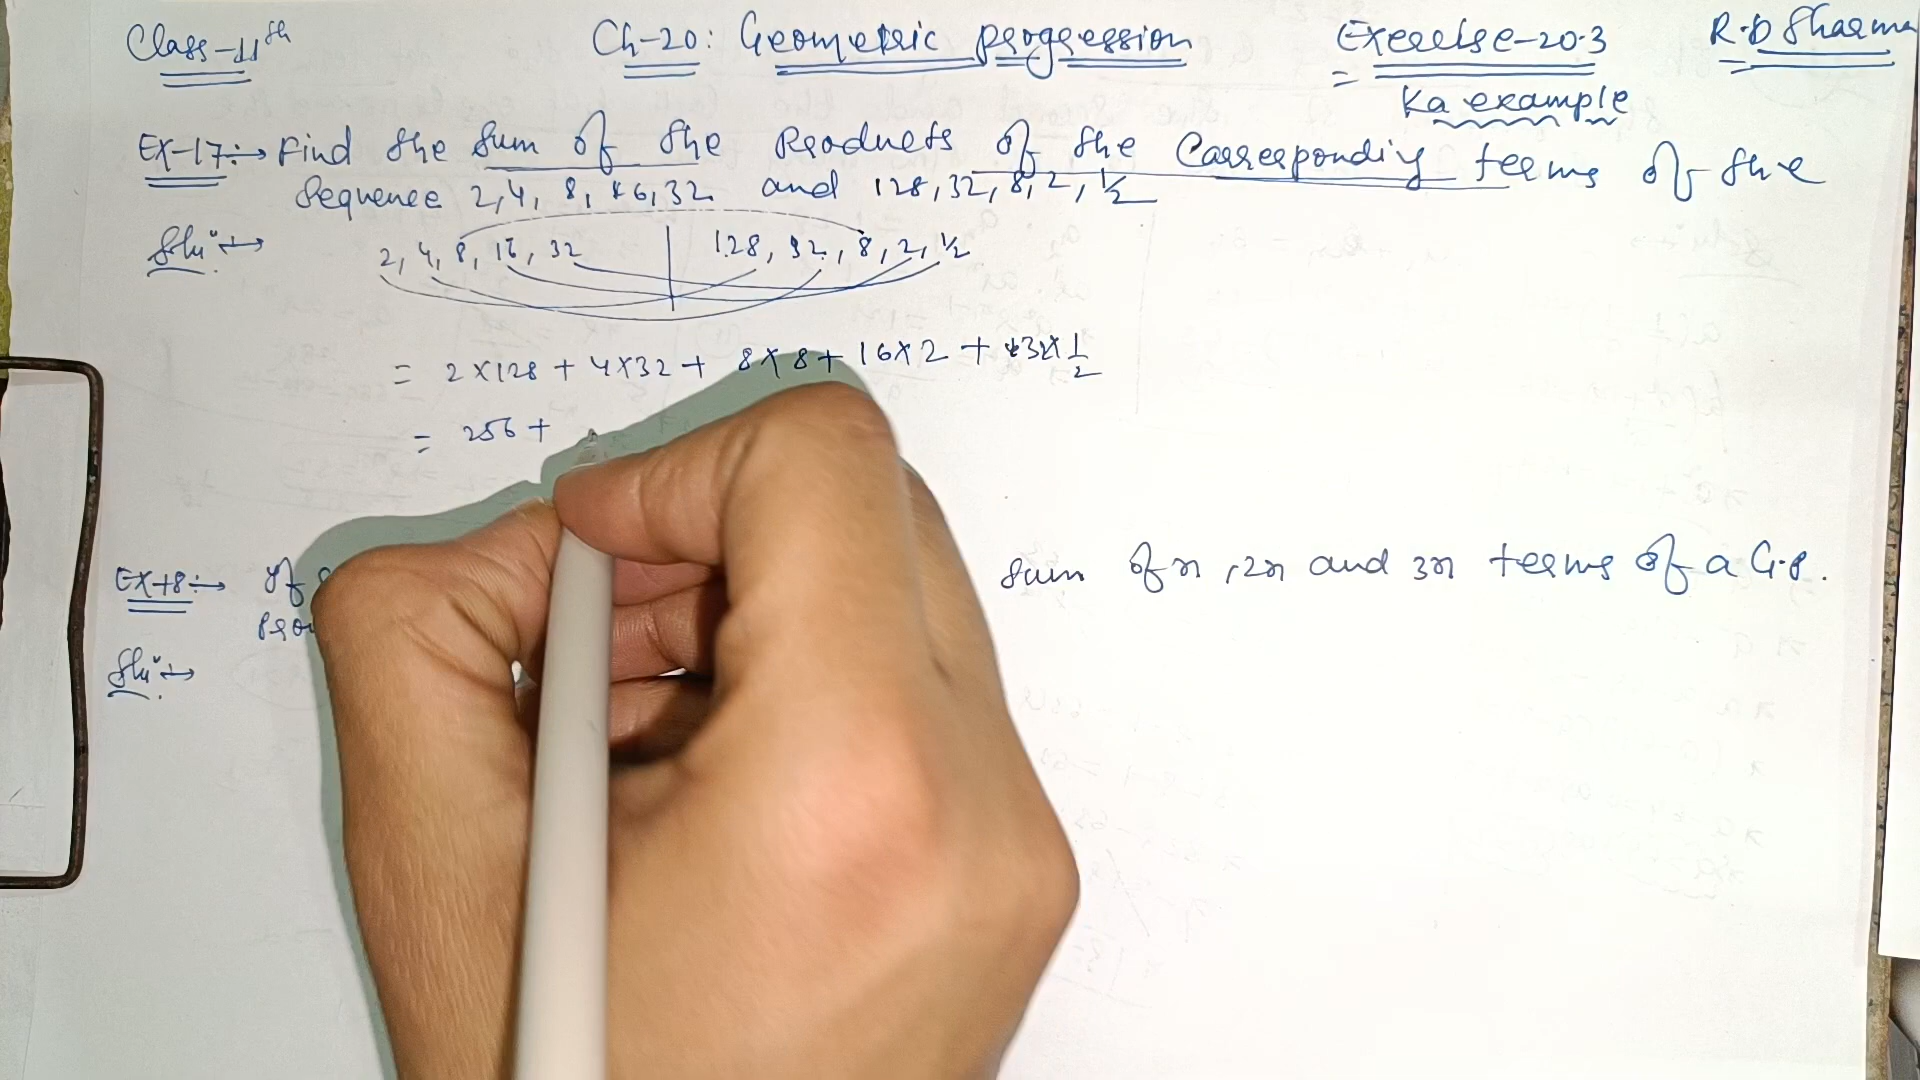 Class-11th Ch-20: Geometric progression Exercise-20.3 R.D Sharma
Ka example
EX-17:→ Find the Sum of the Products of the Corresponding terms of the
Sequence 2,4, 8, 16, 32 and 128, 32, 8, 2, 1/2
Sluⁿ→ 2, 4, 8, 16, 32 | 128, 32, 8, 2, 1/2
= 2×128 + 4×32 + 8×8 + 16×2 + 32×1/2
= 256 +
EX-18:→ If Sum of n, 2n and 3n terms of a G.P.
Sluⁿ→